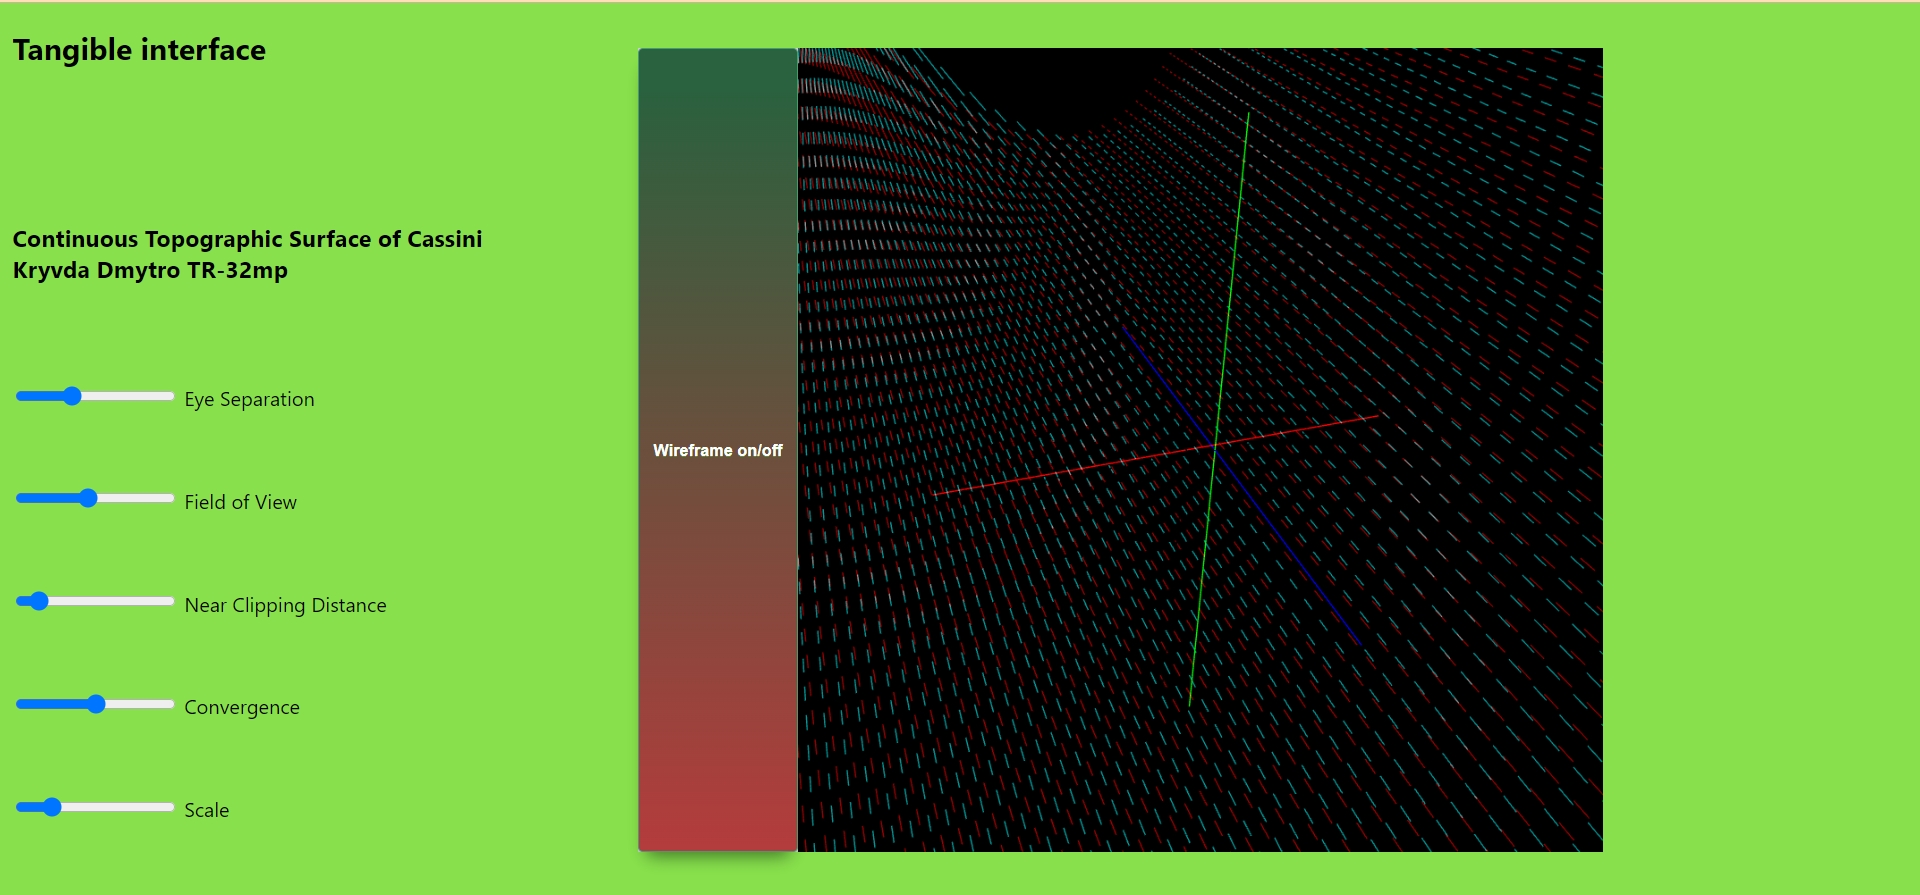 Tangible interface
Continuous Topographic Surface of Cassini
Kryvda Dmytro TR-32mp
Eye Separation
Field of View
Near Clipping Distance
Convergence
Scale
Wireframe on/off